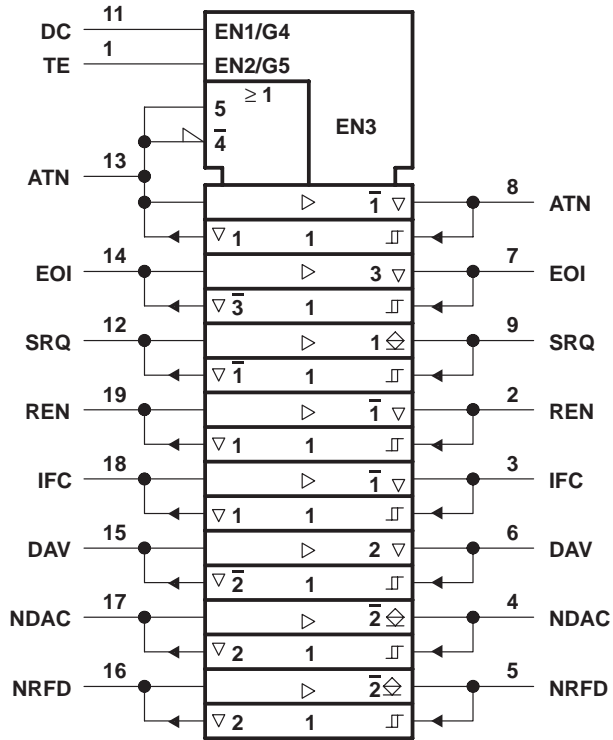 11
DC EN1/G4
1
TE EN2/G5
≥ 1
5
EN3
4̅
13
ATN
8
▷ 1̅ ▽ ATN
▽ 1 1
14 7
EOI ▷ 3 ▽ EOI
▽ 3̅ 1
12 9
SRQ ▷ 1 SRQ
▽ 1̅ 1
19 2
REN ▷ 1̅ ▽ REN
▽ 1 1
18 3
IFC ▷ 1̅ ▽ IFC
▽ 1 1
15 6
DAV ▷ 2 ▽ DAV
▽ 2̅ 1
17 4
NDAC ▷ 2̅ NDAC
▽ 2 1
16 5
NRFD ▷ 2̅ NRFD
▽ 2 1